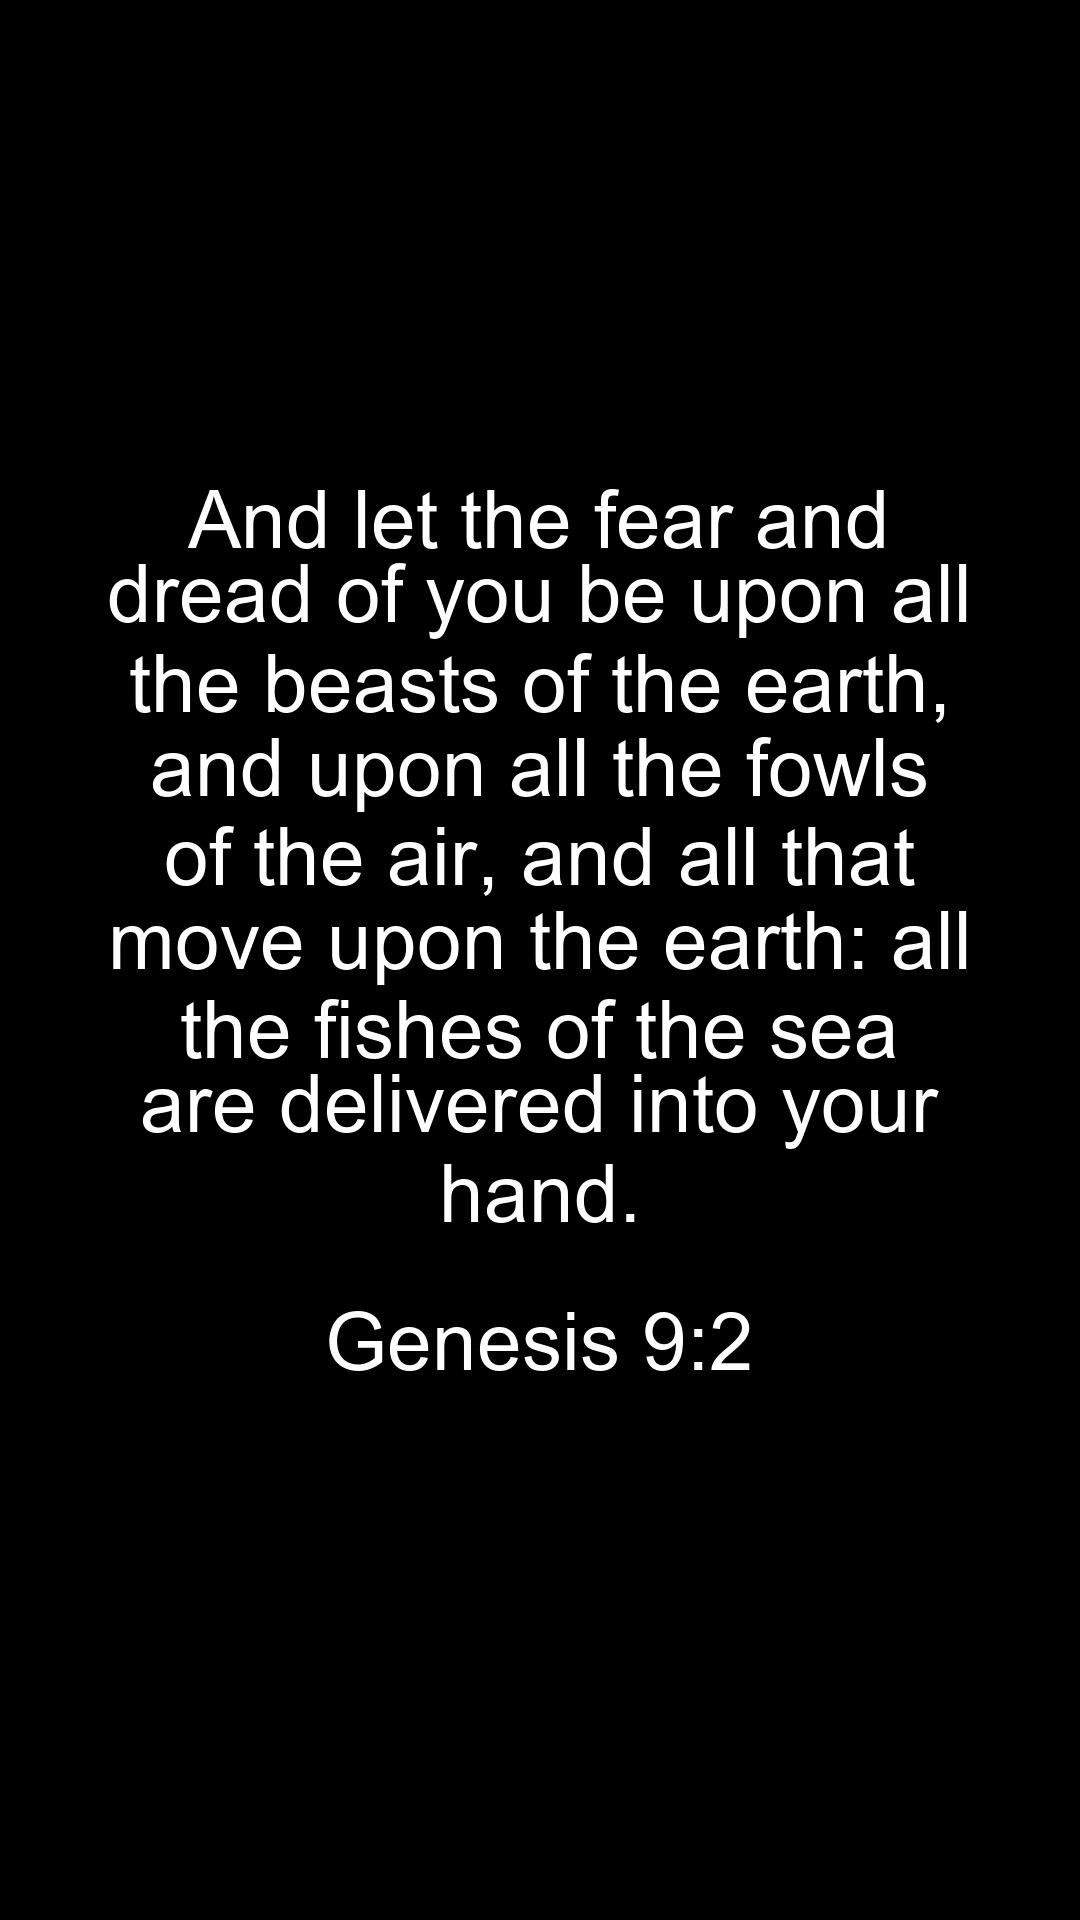 And let the fear and
dread of you be upon all
the beasts of the earth,
and upon all the fowls
of the air, and all that
move upon the earth: all
the fishes of the sea
are delivered into your
hand.
Genesis 9:2